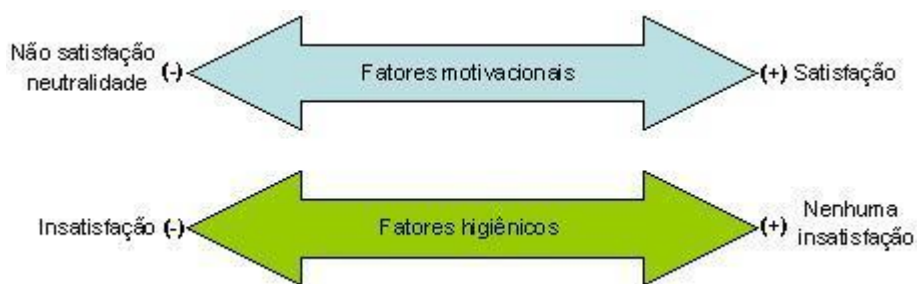 Não satisfação
neutralidade (-)
Fatores motivacionais
(+) Satisfação
Insatisfação (-)
Fatores higiênicos
(+) Nenhuma
insatisfação